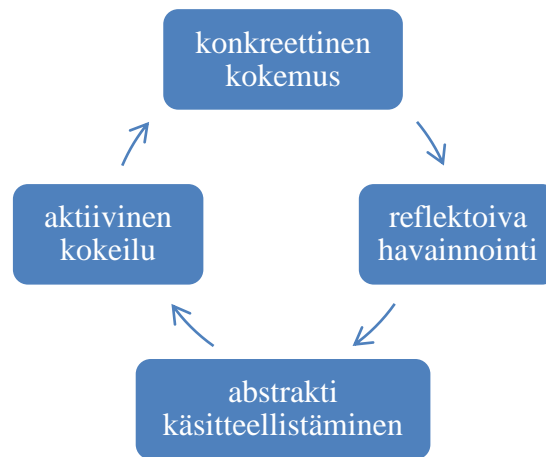 konkreettinen
kokemus
reflektoiva
havainnointi
abstrakti
käsitteellistäminen
aktiivinen
kokeilu